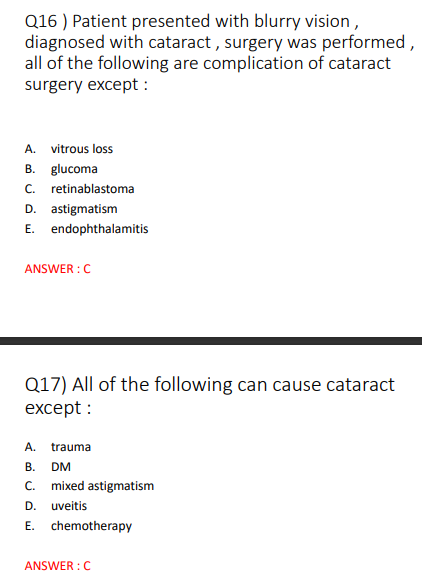 Q16 ) Patient presented with blurry vision ,
diagnosed with cataract , surgery was performed ,
all of the following are complication of cataract
surgery except :
A. vitrous loss
B. glucoma
C. retinablastoma
D. astigmatism
E. endophthalamitis
ANSWER : C
Q17) All of the following can cause cataract
except :
A. trauma
B. DM
C. mixed astigmatism
D. uveitis
E. chemotherapy
ANSWER : C